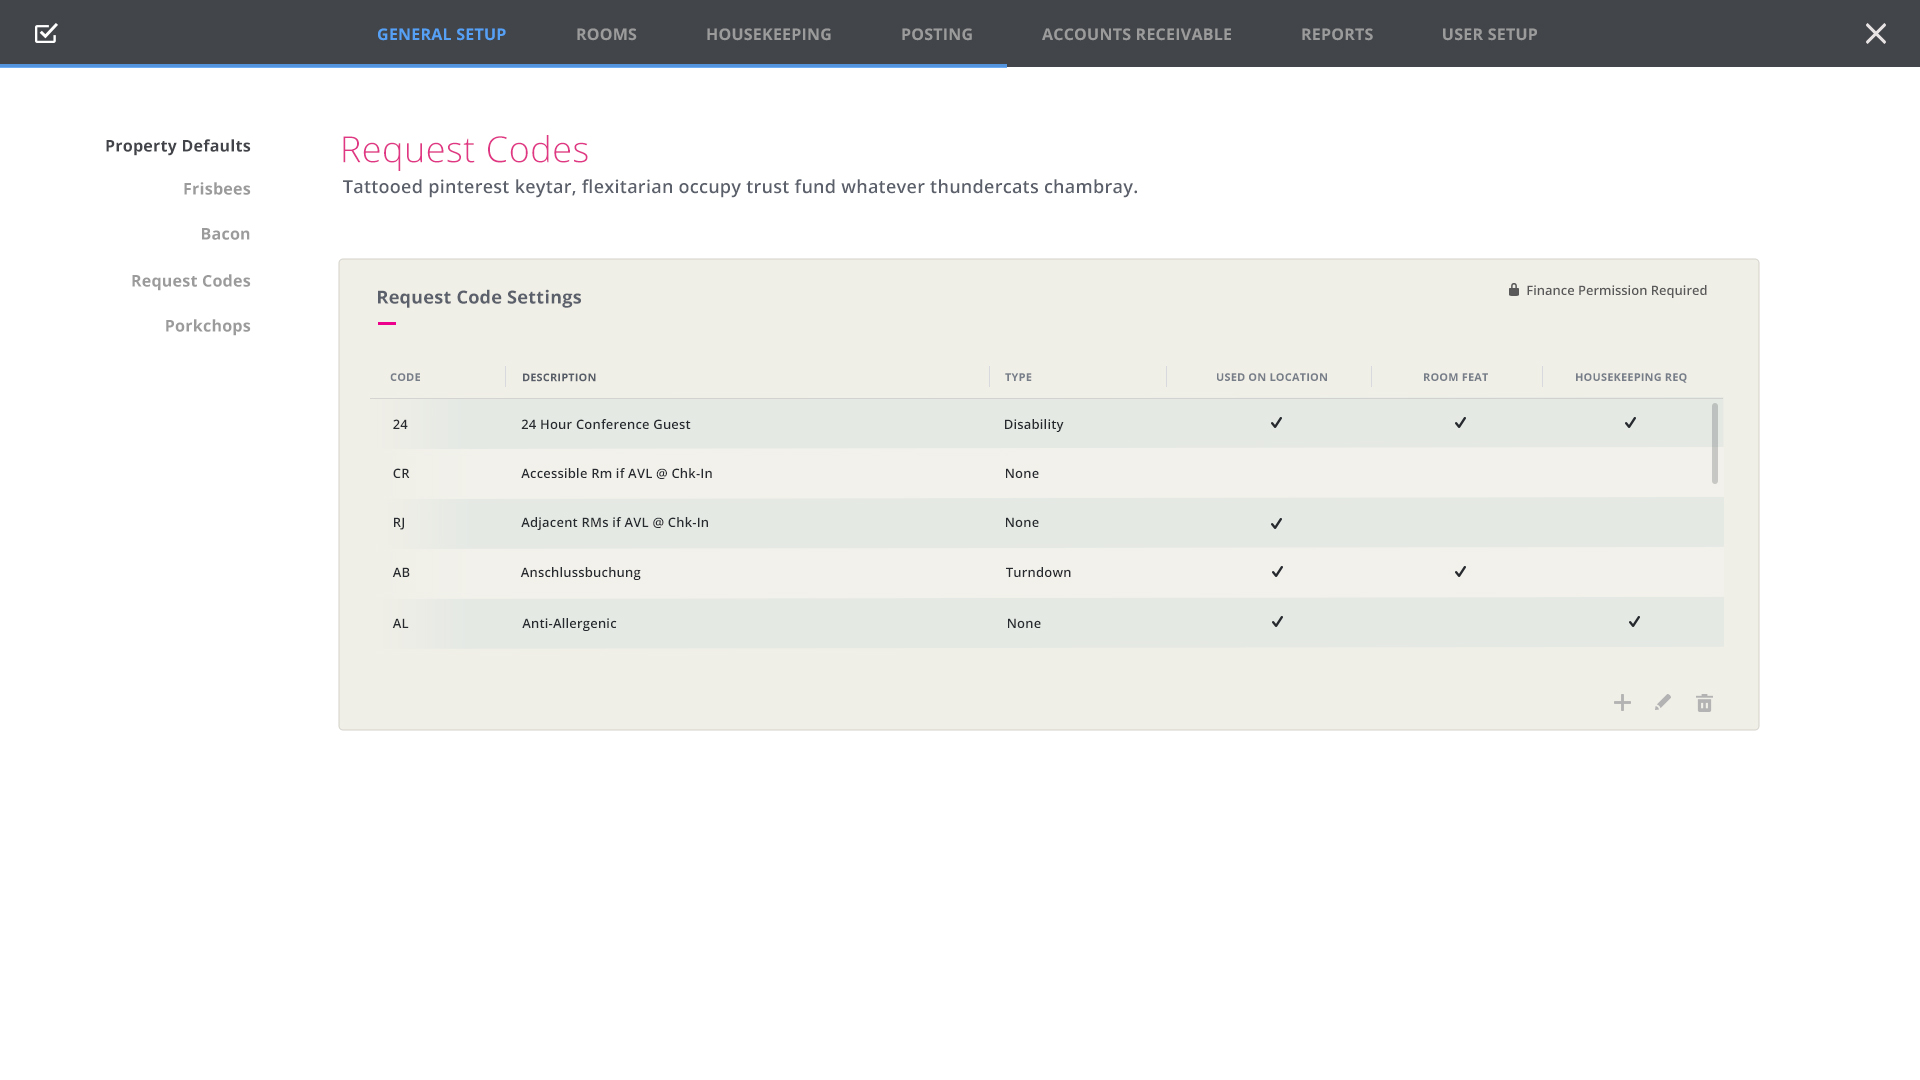 GENERAL SETUP ROOMS HOUSEKEEPING POSTING ACCOUNTS RECEIVABLE REPORTS USER SETUP
Property Defaults
Frisbees
Bacon
Request Codes
Porkchops
Request Codes
Tattooed pinterest keytar, flexitarian occupy trust fund whatever thundercats chambray.
Request Code Settings
Finance Permission Required
CODE DESCRIPTION TYPE USED ON LOCATION ROOM FEAT HOUSEKEEPING REQ
24 24 Hour Conference Guest Disability
CR Accessible Rm if AVL @ Chk-In None
RJ Adjacent RMs if AVL @ Chk-In None
AB Anschlussbuchung Turndown
AL Anti-Allergenic None